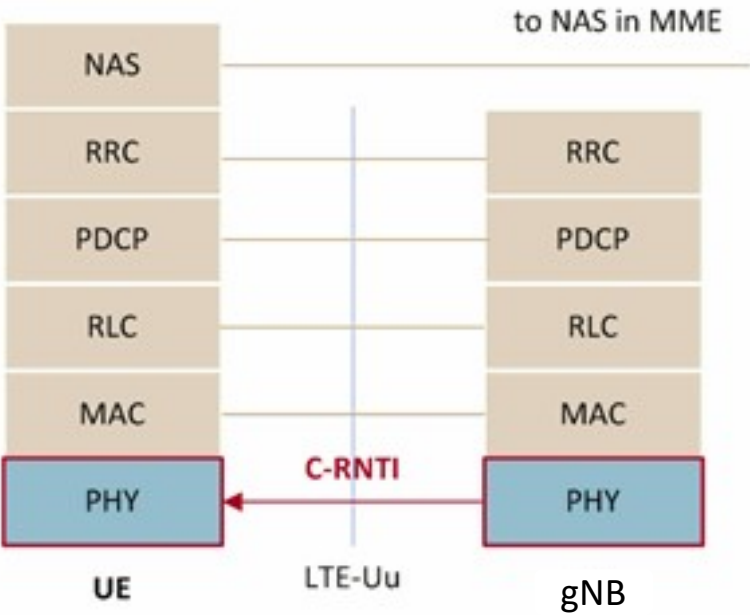 to NAS in MME
NAS
RRC RRC
PDCP PDCP
RLC RLC
MAC MAC
C-RNTI
PHY PHY
LTE-Uu
UE gNB